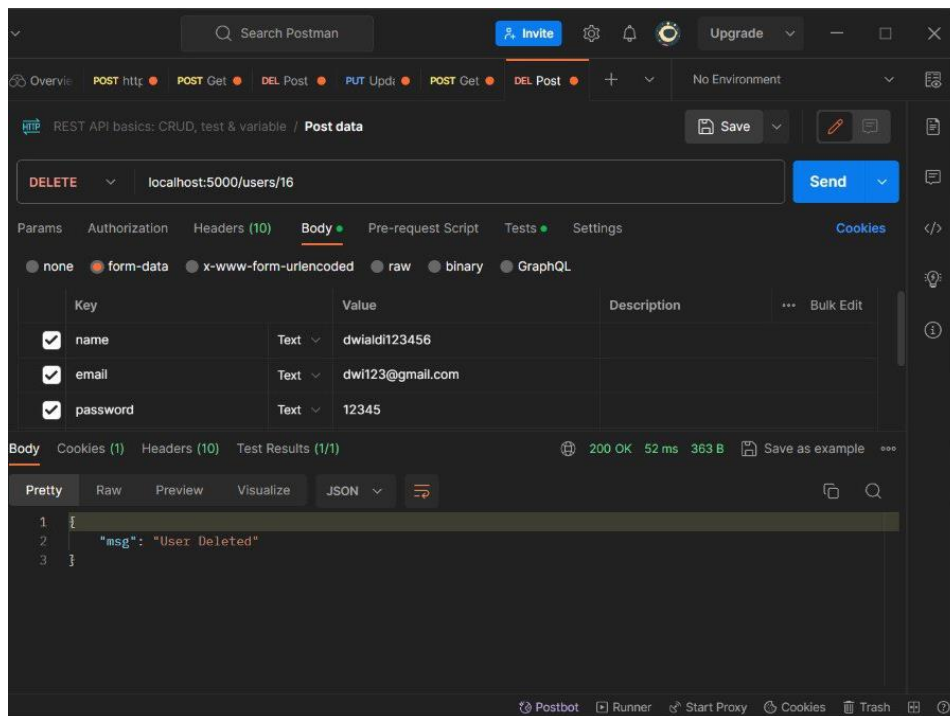 Search Postman Invite Upgrade
Overvie POST http POST Get DEL Post PUT Upda POST Get DEL Post No Environment
HTTP REST API basics: CRUD, test & variable / Post data Save
DELETE localhost:5000/users/16 Send
Params Authorization Headers (10) Body Pre-request Script Tests Settings Cookies
none form-data x-www-form-urlencoded raw binary GraphQL
Key Value Description Bulk Edit
name Text dwialdi123456
email Text dwi123@gmail.com
password Text 12345
Body Cookies (1) Headers (10) Test Results (1/1) 200 OK 52 ms 363 B Save as example
Pretty Raw Preview Visualize JSON
1 {
2 "msg": "User Deleted"
3 }
Postbot Runner Start Proxy Cookies Trash